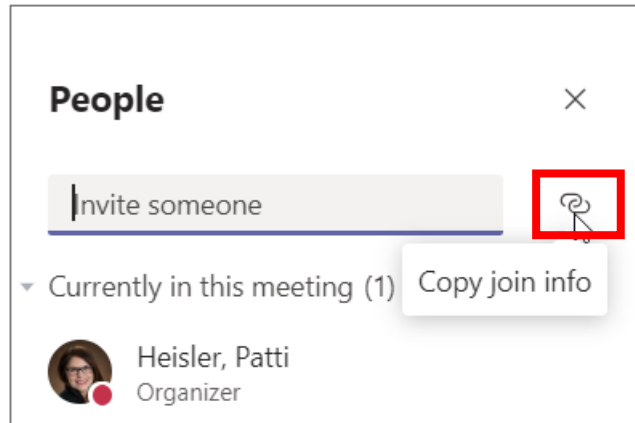 People
Invite someone
Currently in this meeting (1)
Copy join info
Heisler, Patti
Organizer